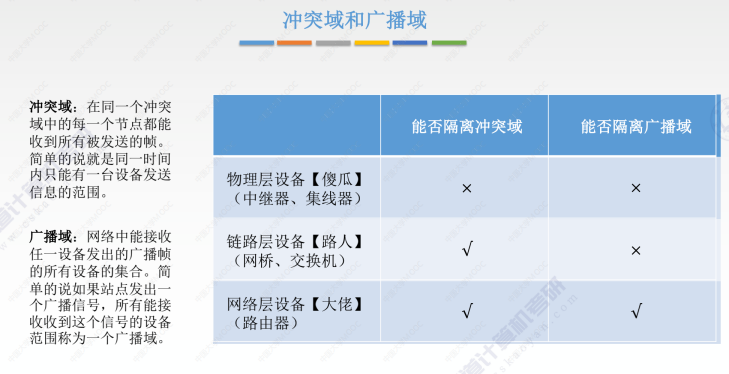 冲突域和广播域
冲突域：在同一个冲突
域中的每一个节点都能
收到所有被发送的帧。
简单的说就是同一时间
内只能有一台设备发送
信息的范围。
广播域：网络中能接收
任一设备发出的广播帧
的所有设备的集合。简
单的说如果站点发出一
个广播信号，所有能接
收收到这个信号的设备
范围称为一个广播域。
能否隔离冲突域 能否隔离广播域
物理层设备【傻瓜】
（中继器、集线器） × ×
链路层设备【路人】
（网桥、交换机） √ ×
网络层设备【大佬】
（路由器） √ √